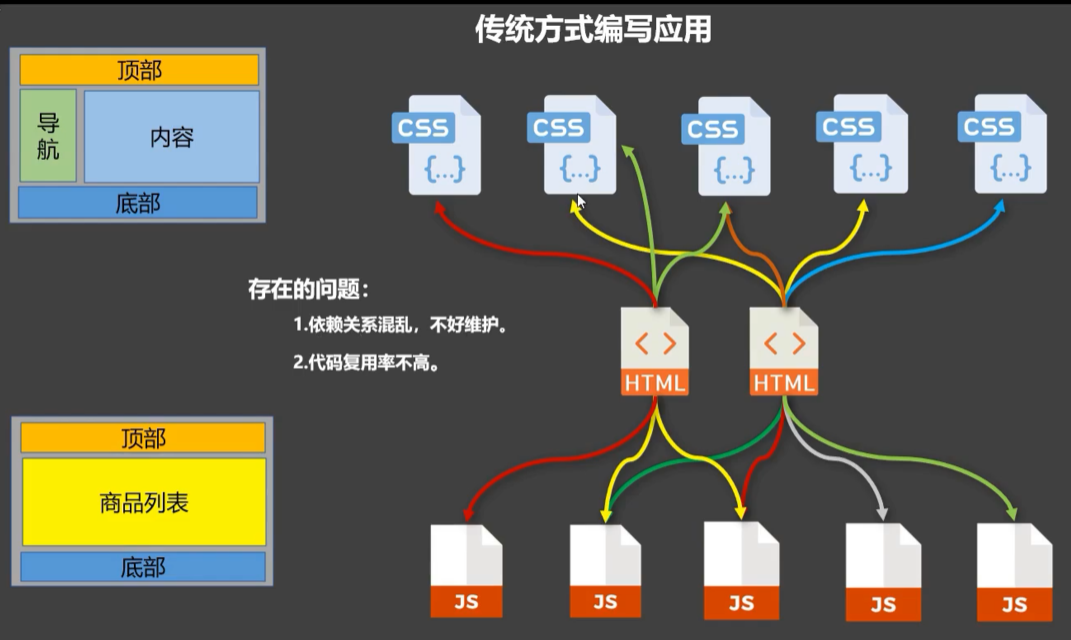 传统方式编写应用
顶部
导航
内容
底部
CSS
{...}
CSS
{...}
CSS
{...}
CSS
{...}
CSS
{...}
存在的问题：
1.依赖关系混乱，不好维护。
2.代码复用率不高。
< >
HTML
< >
HTML
顶部
商品列表
底部
JS
JS
JS
JS
JS